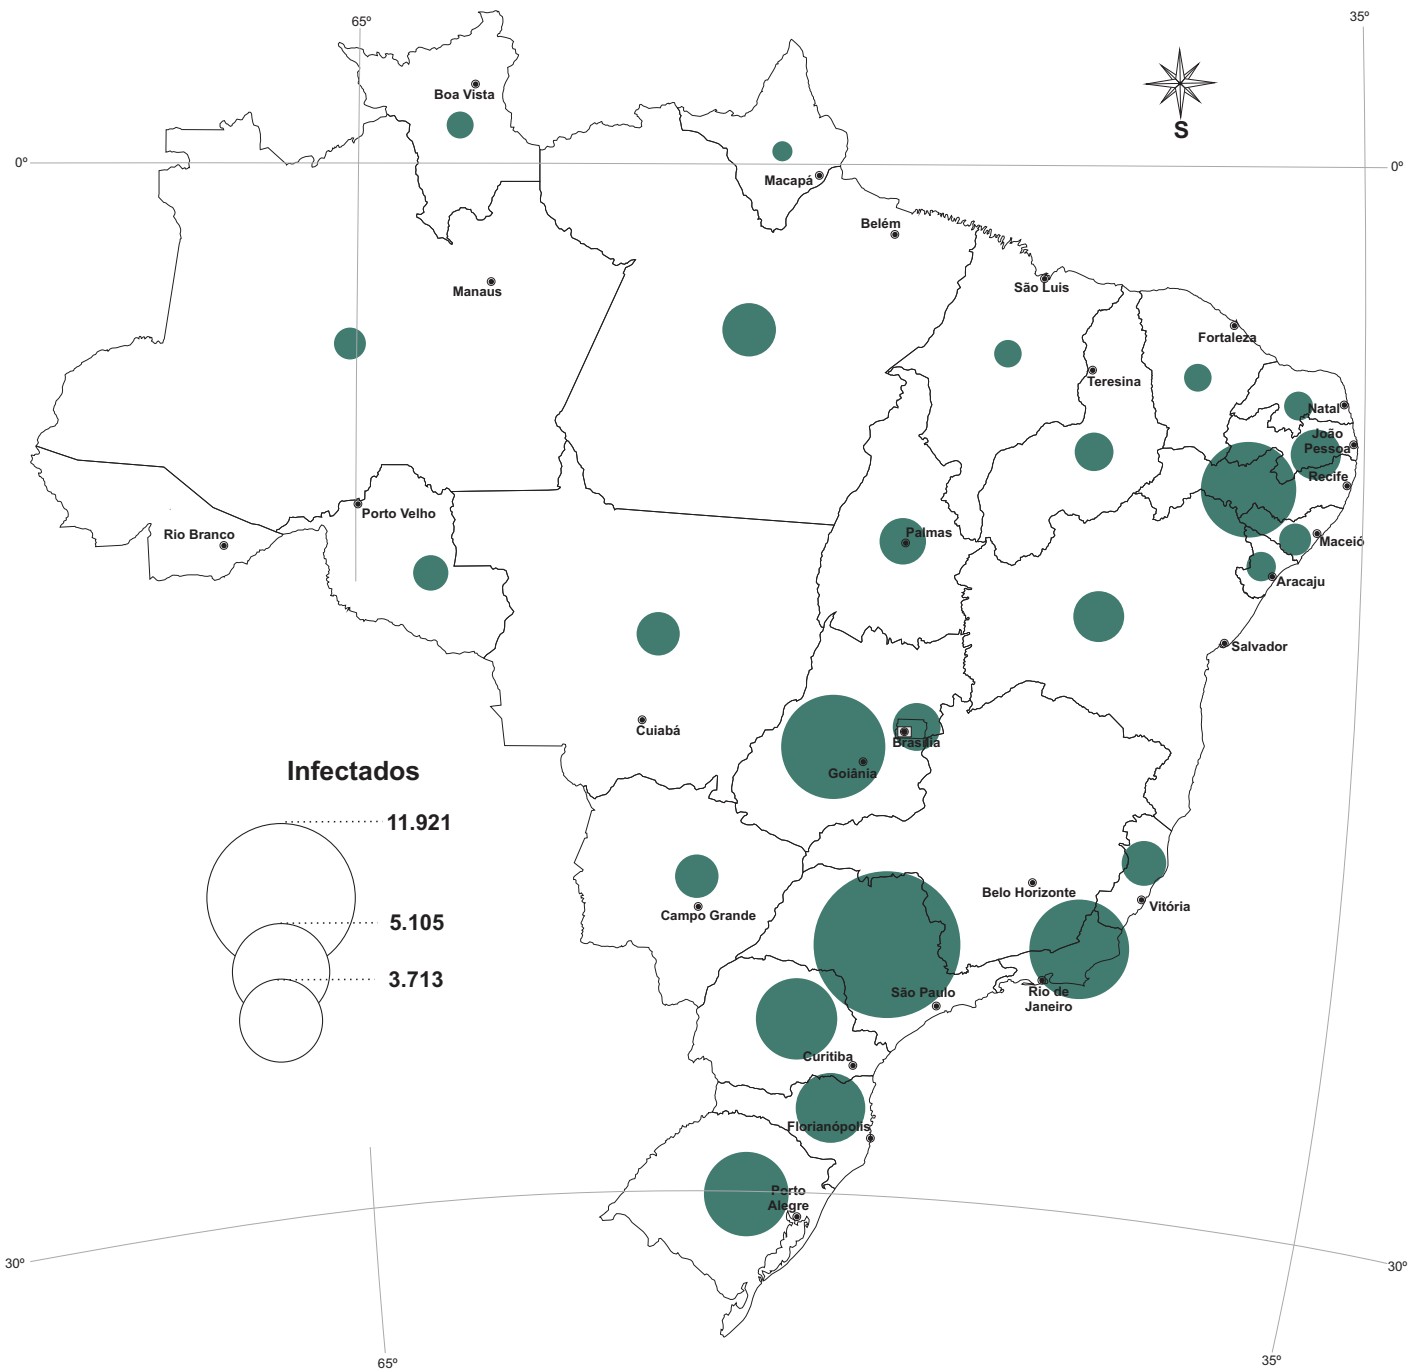 65º
35º
Boa Vista
S
0º
0º
Macapá
Belém
Manaus
São Luis
Fortaleza
Teresina
Natal
João
Pessoa
Recife
Porto Velho
Rio Branco
Palmas
Maceió
Aracaju
Salvador
Cuiabá
Brasília
Goiânia
Infectados
11.921
5.105
3.713
Belo Horizonte
Vitória
Campo Grande
São Paulo
Rio de
Janeiro
Curitiba
Florianópolis
Porto
Alegre
30º
30º
65º
35º